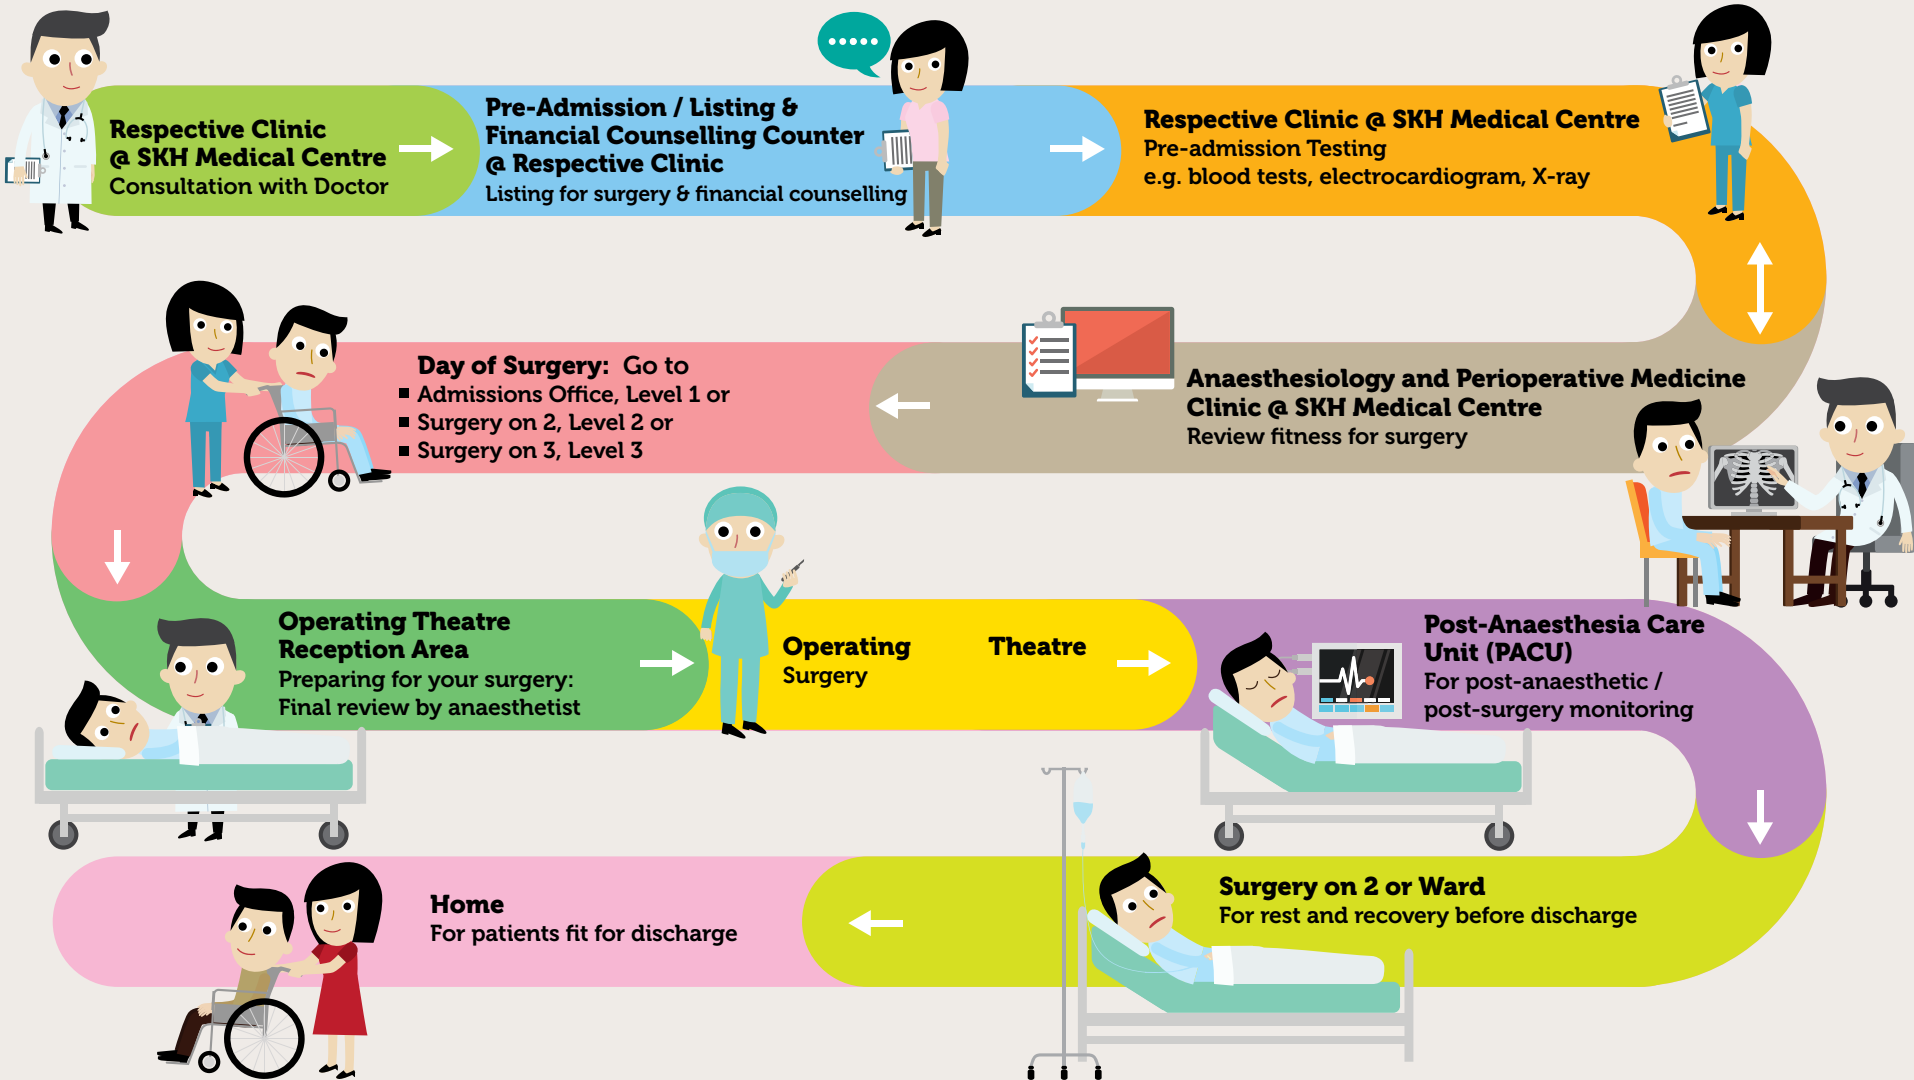 Respective Clinic
@ SKH Medical Centre
Consultation with Doctor
Pre-Admission / Listing &
Financial Counselling Counter
@ Respective Clinic
Listing for surgery & financial counselling
Respective Clinic @ SKH Medical Centre
Pre-admission Testing
e.g. blood tests, electrocardiogram, X-ray
Anaesthesiology and Perioperative Medicine
Clinic @ SKH Medical Centre
Review fitness for surgery
Day of Surgery: Go to
■ Admissions Office, Level 1 or
■ Surgery on 2, Level 2 or
■ Surgery on 3, Level 3
Operating Theatre
Reception Area
Preparing for your surgery:
Final review by anaesthetist
Operating Theatre
Surgery
Post-Anaesthesia Care
Unit (PACU)
For post-anaesthetic /
post-surgery monitoring
Surgery on 2 or Ward
For rest and recovery before discharge
Home
For patients fit for discharge